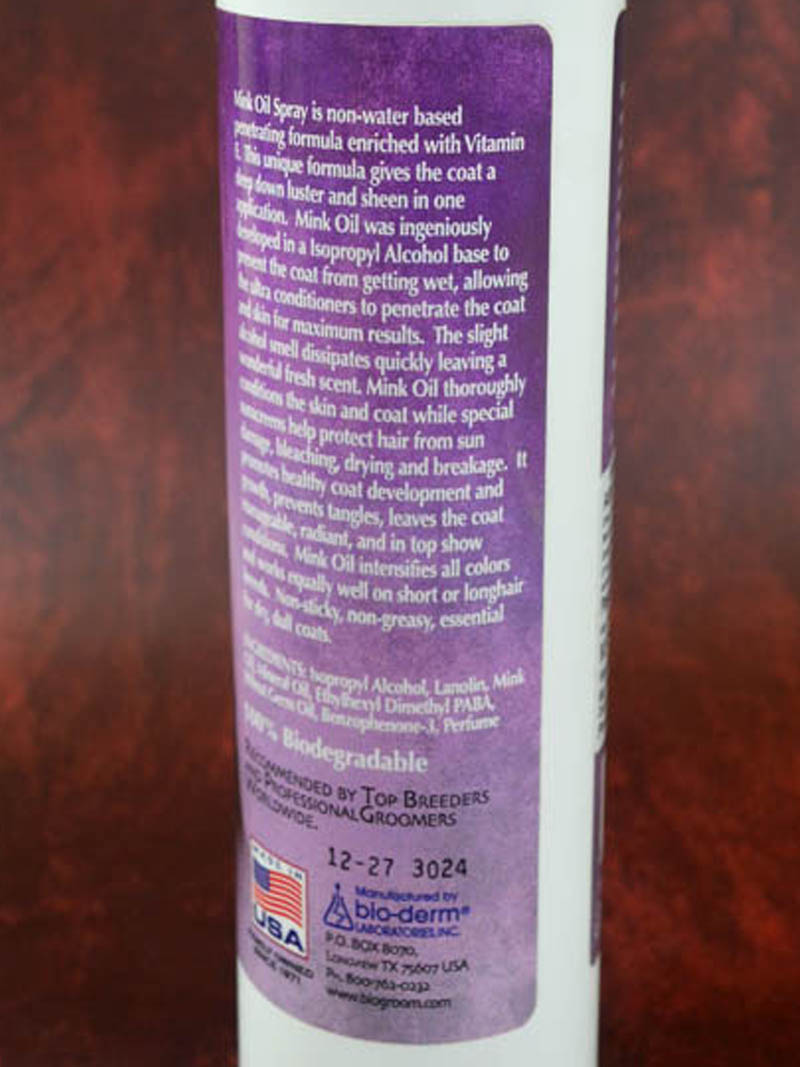 Mink Oil Spray is non-water based
penetrating formula enriched with Vitamin
E. This unique formula gives the coat a
deep down luster and sheen in one
application. Mink Oil was ingeniously
developed in a Isopropyl Alcohol base to
prevent the coat from getting wet, allowing
the ultra conditioners to penetrate the coat
and skin for maximum results. The slight
alcohol smell dissipates quickly leaving a
wonderful fresh scent. Mink Oil thoroughly
conditions the skin and coat while special
sunscreens help protect hair from sun
damage, bleaching, drying and breakage. It
promotes healthy coat development and
growth, prevents tangles, leaves the coat
manageable, radiant, and in top show
condition. Mink Oil intensifies all colors
and works equally well on short or longhair
breeds. Non-sticky, non-greasy, essential
for dry, dull coats.
INGREDIENTS: Isopropyl Alcohol, Lanolin, Mink
Oil, Mineral Oil, Ethylhexyl Dimethyl PABA,
Wheat Germ Oil, Benzophenone-3, Perfume
100% Biodegradable
RECOMMENDED BY TOP BREEDERS
AND PROFESSIONAL GROOMERS
WORLDWIDE.
12-27 3024
MADE IN
USA
FAMILY OWNED
SINCE 1971
Manufactured by
bio-derm®
LABORATORIES, INC.
P.O. BOX 8070,
LONGVIEW TX 75607 USA
PH. 800-762-0232
www.biogroom.com